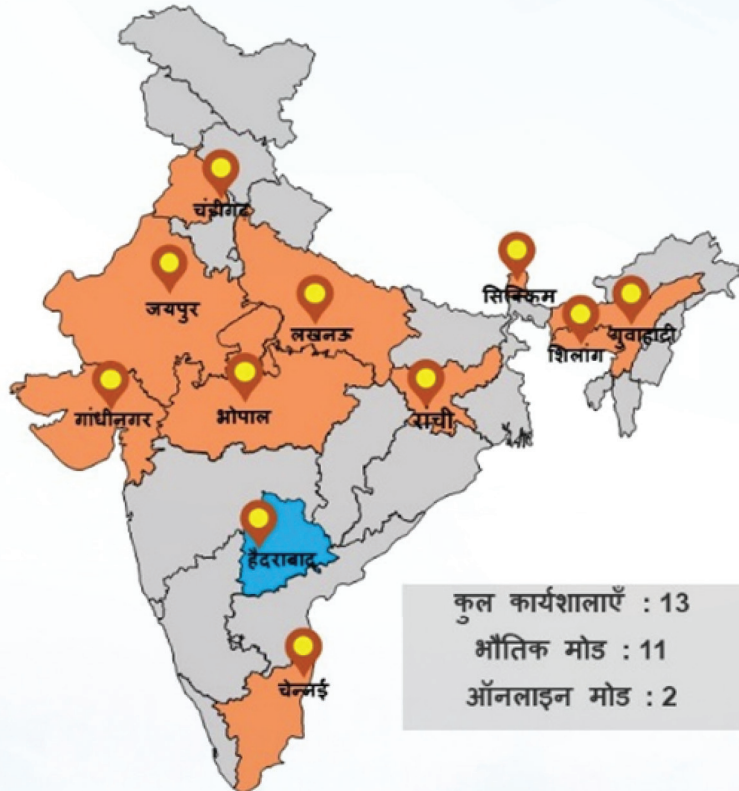 चंडीगढ
सिक्किम
जयपुर
लखनऊ
गुवाहाटी
शिलांग
गांधीनगर
भोपाल
रांची
हैदराबाद
चेन्नई
कुल कार्यशालाएँ : 13
भौतिक मोड : 11
ऑनलाइन मोड : 2